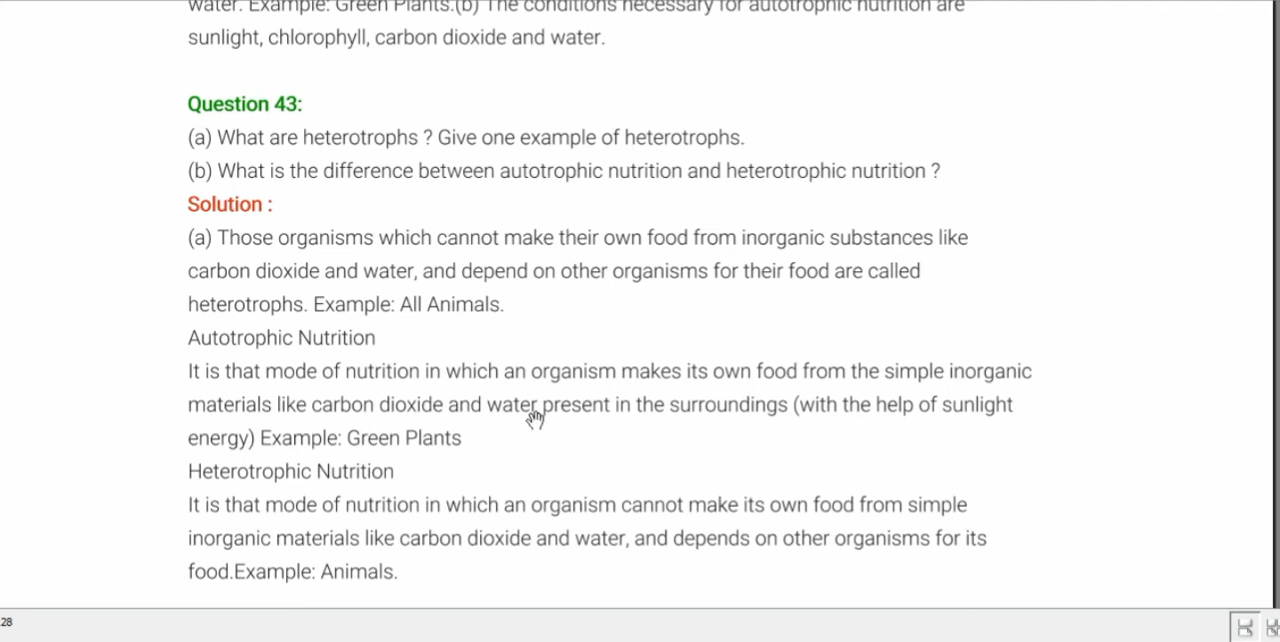 water. Example: Green Plants.(b) The conditions necessary for autotrophic nutrition are
sunlight, chlorophyll, carbon dioxide and water.
Question 43:
(a) What are heterotrophs ? Give one example of heterotrophs.
(b) What is the difference between autotrophic nutrition and heterotrophic nutrition ?
Solution :
(a) Those organisms which cannot make their own food from inorganic substances like
carbon dioxide and water, and depend on other organisms for their food are called
heterotrophs. Example: All Animals.
Autotrophic Nutrition
It is that mode of nutrition in which an organism makes its own food from the simple inorganic
materials like carbon dioxide and water present in the surroundings (with the help of sunlight
energy) Example: Green Plants
Heterotrophic Nutrition
It is that mode of nutrition in which an organism cannot make its own food from simple
inorganic materials like carbon dioxide and water, and depends on other organisms for its
food.Example: Animals.
28